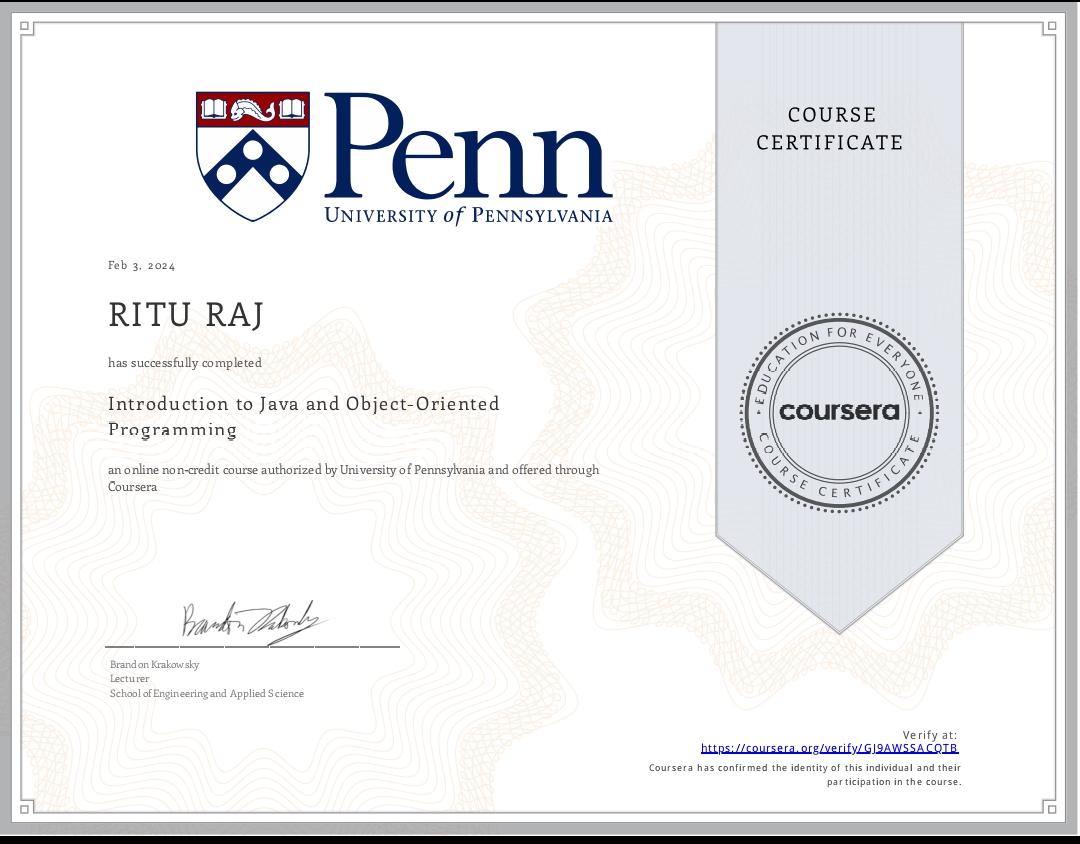 Penn
UNIVERSITY of PENNSYLVANIA
COURSE
CERTIFICATE
Feb 3, 2024
RITU RAJ
has successfully completed
Introduction to Java and Object-Oriented
Programming
an online non-credit course authorized by University of Pennsylvania and offered through
Coursera
EDUCATION FOR EVERYONE
coursera
COURSE CERTIFICATE
Brandon Krakowsky
Lecturer
School of Engineering and Applied Science
Verify at:
https://coursera.org/verify/GJ9AWSSACQTB
Coursera has confirmed the identity of this individual and their
participation in the course.